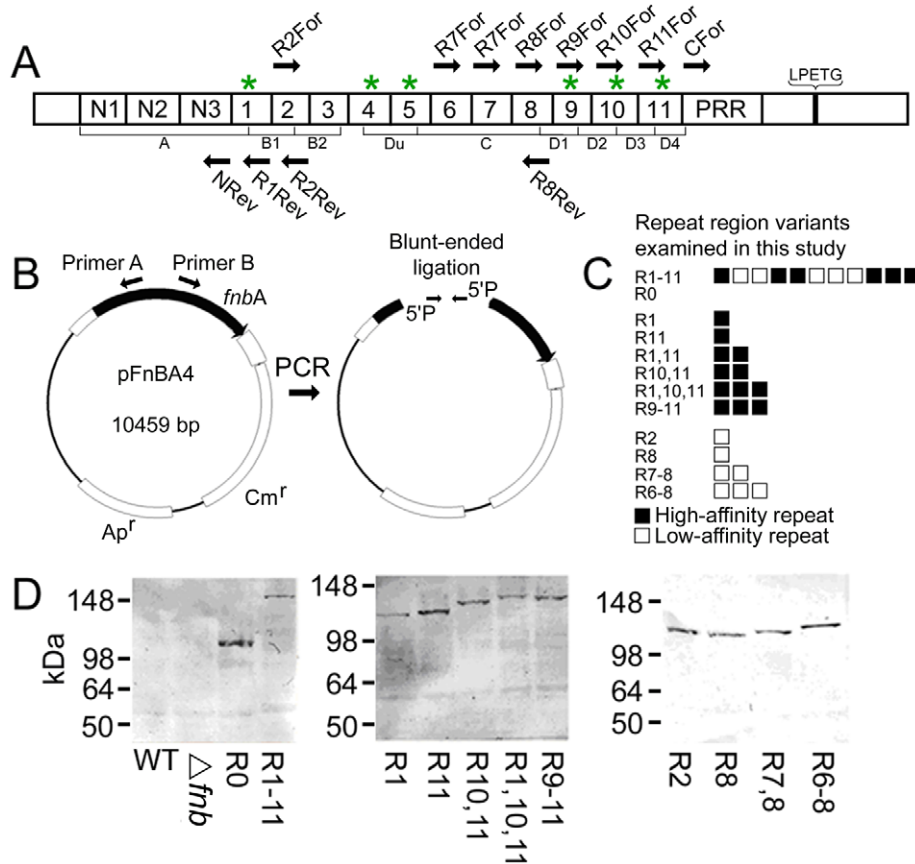 A
R2For
R7For
R7For
R8For
R9For
R10For
R11For
CFor
LPETG
* * * * * *
N1 N2 N3 1 2 3 4 5 6 7 8 9 10 11 PRR
A B1 B2 Du C D1 D2 D3 D4
NRev
R1Rev
R2Rev
R8Rev
B
Primer A
Primer B
fnbA
pFnBA4
10459 bp
Apr
Cmr
PCR
Blunt-ended
ligation
5'P
5'P
C
Repeat region variants
examined in this study
R1-11
R0
R1
R11
R1,11
R10,11
R1,10,11
R9-11
R2
R8
R7-8
R6-8
High-affinity repeat
Low-affinity repeat
D
kDa
148
98
64
50
WT
△fnb
R0
R1-11
148
98
64
50
R1
R11
R10,11
R1,10,11
R9-11
148
98
64
50
R2
R8
R7,8
R6-8